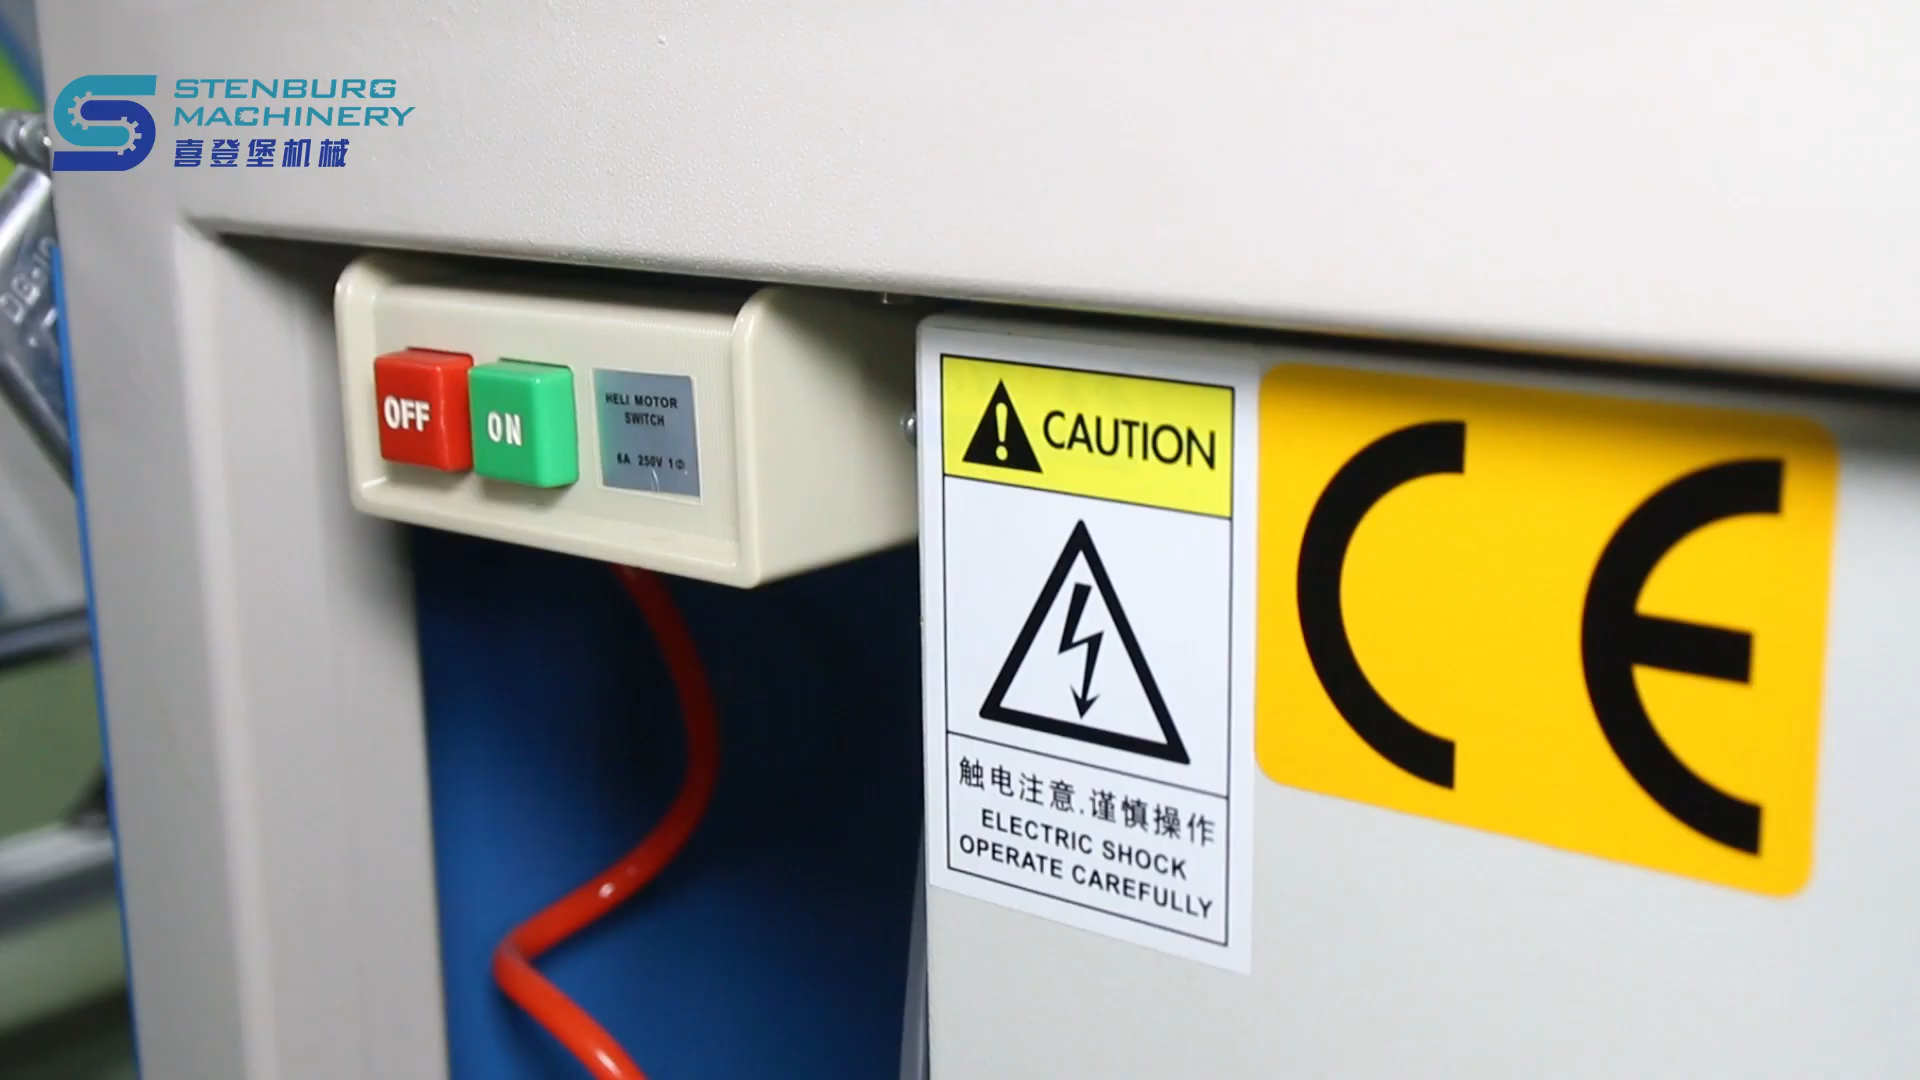 STENBURG
MACHINERY
喜登堡机械
OFF
ON
HELI MOTOR
SWITCH
6A 250V 1Φ
CAUTION
触电注意,谨慎操作
ELECTRIC SHOCK
OPERATE CAREFULLY
CE